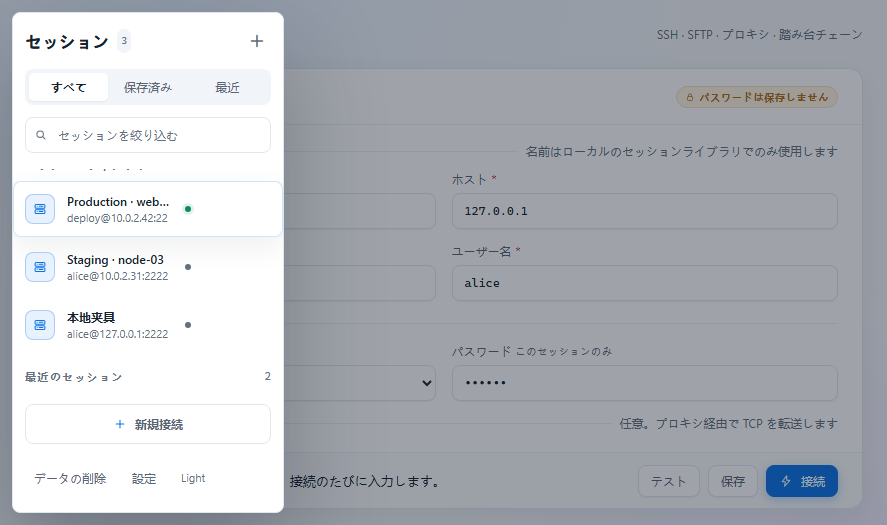 セッション 3
すべて 保存済み 最近
セッションを絞り込む
Production · web...
deploy@10.0.2.42:22
Staging · node-03
alice@10.0.2.31:2222
本地夹具
alice@127.0.0.1:2222
最近のセッション 2
新規接続
データの削除 設定 Light
SSH · SFTP · プロキシ · 踏み台チェーン
パスワードは保存しません
名前はローカルのセッションライブラリでのみ使用します
ホスト *
127.0.0.1
ユーザー名 *
alice
パスワード このセッションのみ
••••••
任意。プロキシ経由で TCP を転送します
接続のたびに入力します。
テスト 保存 接続